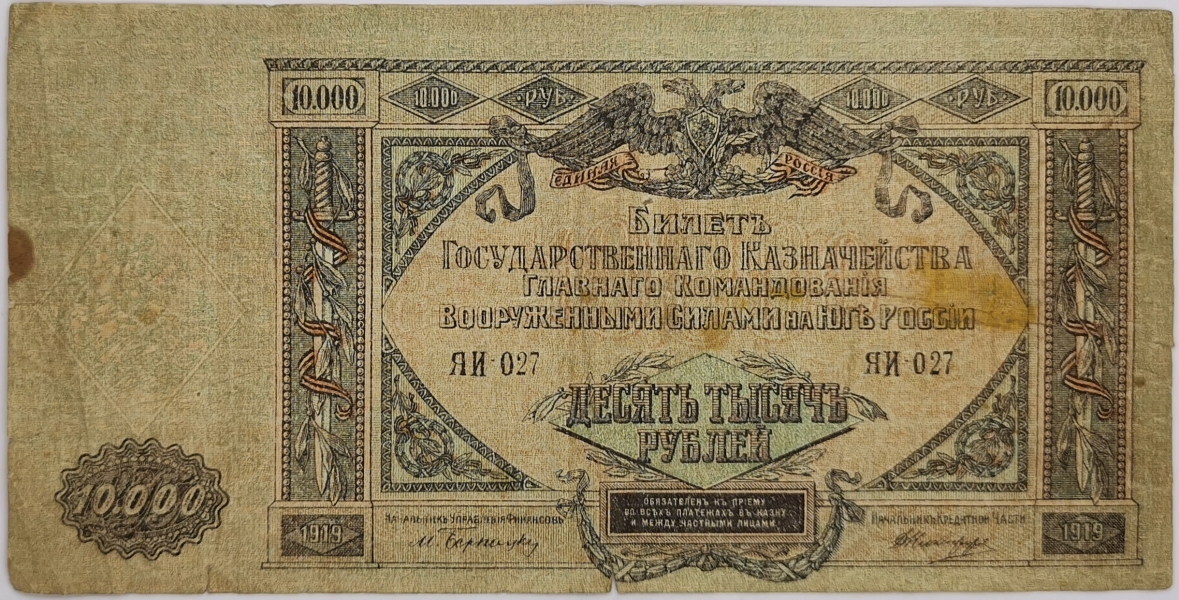 10.000 10.000 РУБ 10.000 РУБ 10.000
ЕДИНАЯ РОССІЯ
БИЛЕТЪ
ГОСУДАРСТВЕННАГО КАЗНАЧЕЙСТВА
ГЛАВНАГО КОМАНДОВАНІЯ
ВООРУЖЕННЫМИ СИЛАМИ НА ЮГѢ РОССІИ
ЯИ-027 ЯИ-027
ДЕСЯТЬ ТЫСЯЧЪ
РУБЛЕЙ
10.000
ОБЯЗАТЕЛЕНЪ КЪ ПРІЕМУ
ВО ВСѢХЪ ПЛАТЕЖАХЪ ВЪ КАЗНУ
И МЕЖДУ ЧАСТНЫМИ ЛИЦАМИ.
1919 НАЧАЛЬНИКЪ УПРАВЛЕНІЯ ФИНАНСОВЪ НАЧАЛЬНИКЪ КРЕДИТНОЙ ЧАСТИ 1919